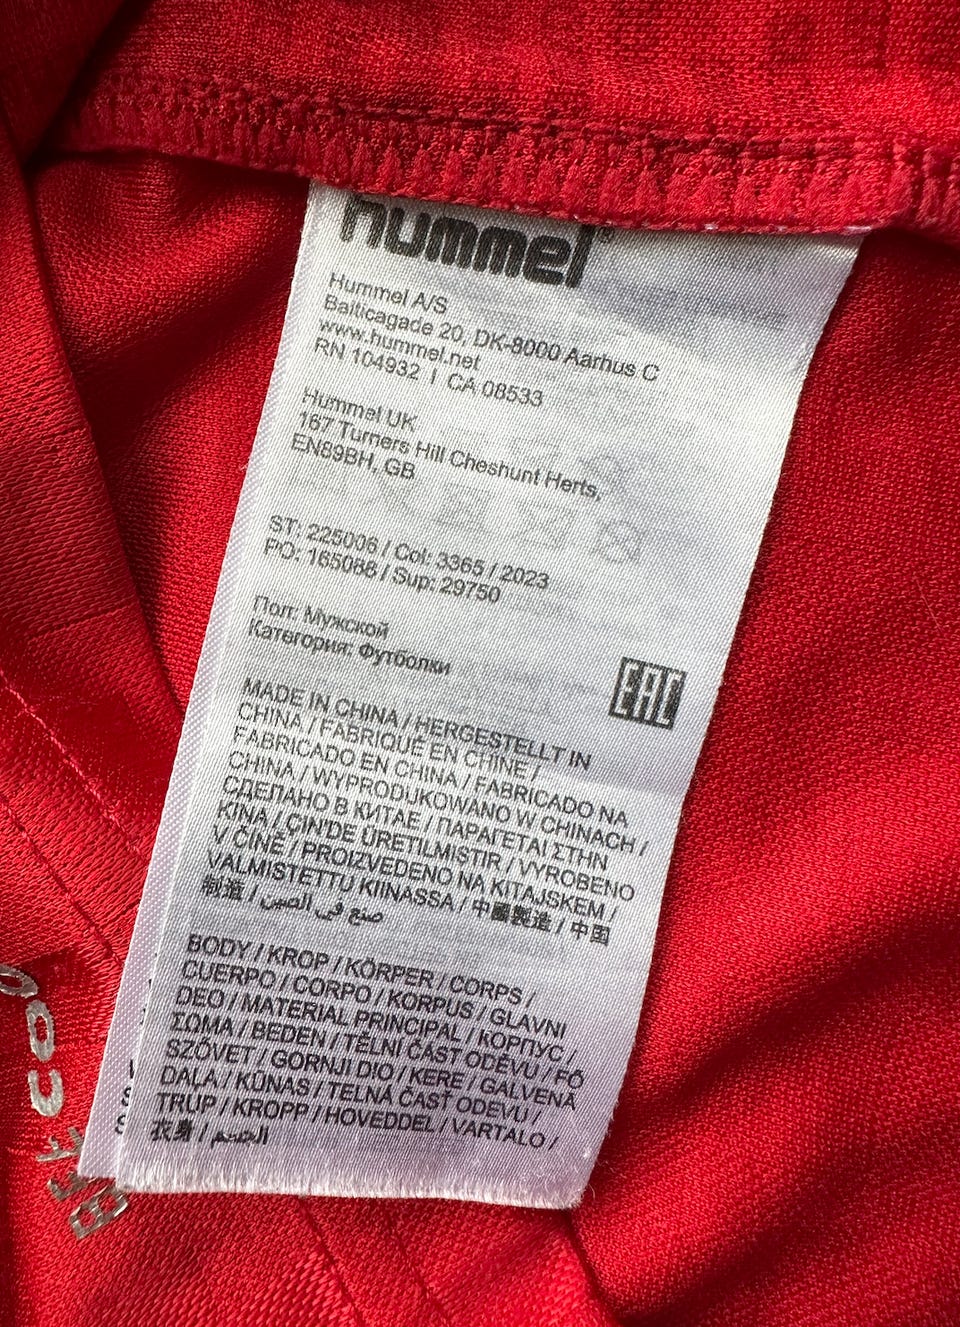 hummel®
Hummel A/S
Balticagade 20, DK-8000 Aarhus C
www.hummel.net
RN 104932 | CA 08533
Hummel UK
167 Turners Hill Cheshunt Herts,
EN89BH, GB
ST: 225006 / Col: 3365 / 2023
PO: 165088 / Sup: 29750
Пол: Мужской
Категория: Футболки
EAC
MADE IN CHINA / HERGESTELLT IN
CHINA / FABRIQUÉ EN CHINE /
FABRICADO EN CHINA / FABRICADO NA
CHINA / WYPRODUKOWANO W CHINACH /
СДЕЛАНО В КИТАЕ / ΠΑΡΑΓΕΤΑΙ ΣΤΗΝ
ΚΙΝΑ / ÇIN'DE ÜRETILMISTIR / VYROBENO
V ČÍNĚ / PROIZVEDENO NA KITAJSKEM /
VALMISTETTU KIINASSA / 中國製造 / 中国
制造 / صنع في الصين
BODY / KROP / KÖRPER / CORPS /
CUERPO / CORPO / KORPUS / GLAVNI
DEO / MATERIAL PRINCIPAL / КОРПУС /
ΣΩΜΑ / BEDEN / TĚLNÍ ČÁST ODĚVU / FŐ
SZÖVET / GORNJI DIO / KERE / GALVENĀ
DAĻA / KŪNAS / TELNÁ ČASŤ ODEVU /
TRUP / KROPP / HOVEDDEL / VARTALO /
衣身 / الجسم